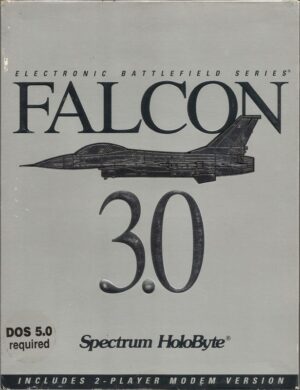 ELECTRONIC BATTLEFIELD SERIES®
FALCON
3.0
DOS 5.0
required
Spectrum HoloByte®
INCLUDES 2-PLAYER MODEM VERSION